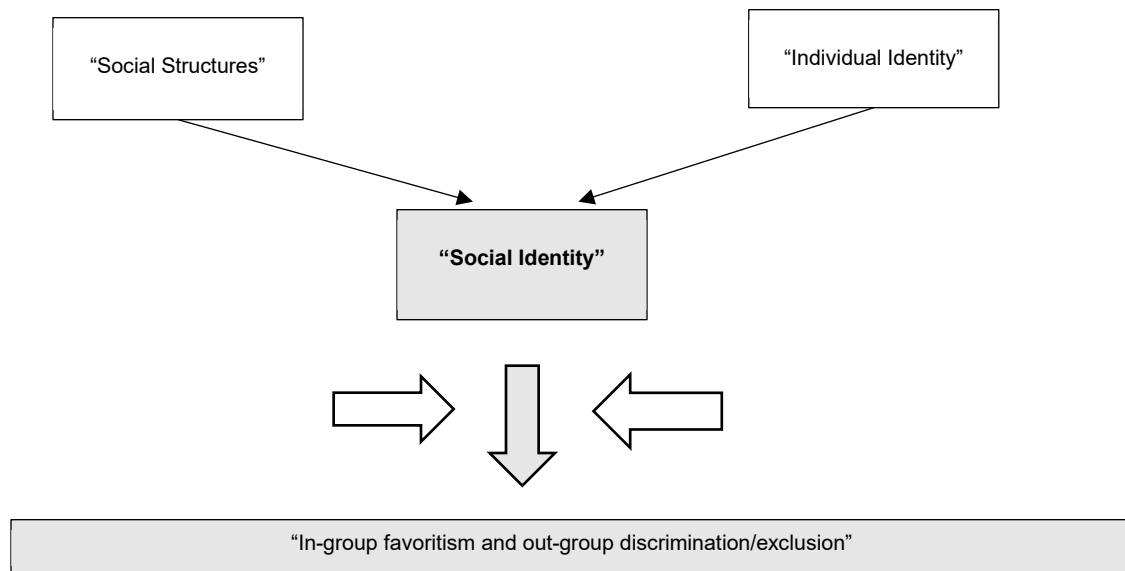 “Social Structures”
“Individual Identity”
“Social Identity”
“In-group favoritism and out-group discrimination/exclusion”